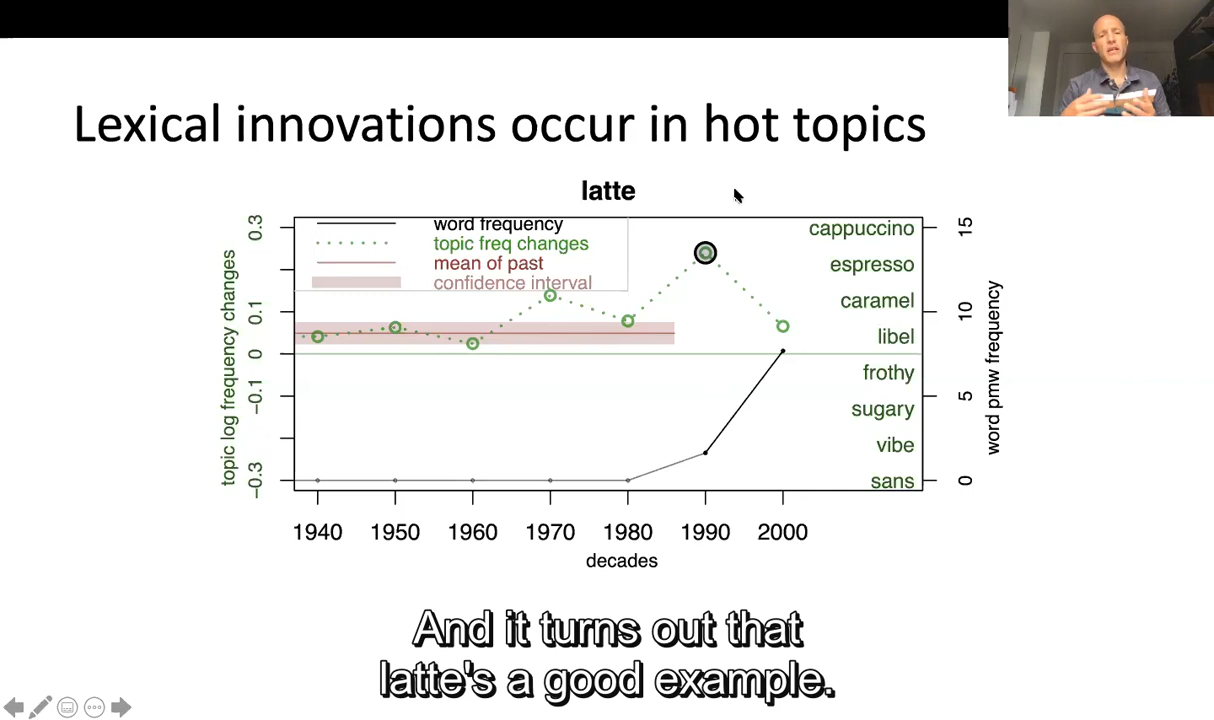 Lexical innovations occur in hot topics
latte
word frequency
topic freq changes
mean of past
confidence interval
topic log frequency changes
0.3
0.1
0
−0.1
−0.3
cappuccino
espresso
caramel
libel
frothy
sugary
vibe
sans
15
10
5
0
word pmw frequency
1940 1950 1960 1970 1980 1990 2000
decades
And it turns out that
latte's a good example.